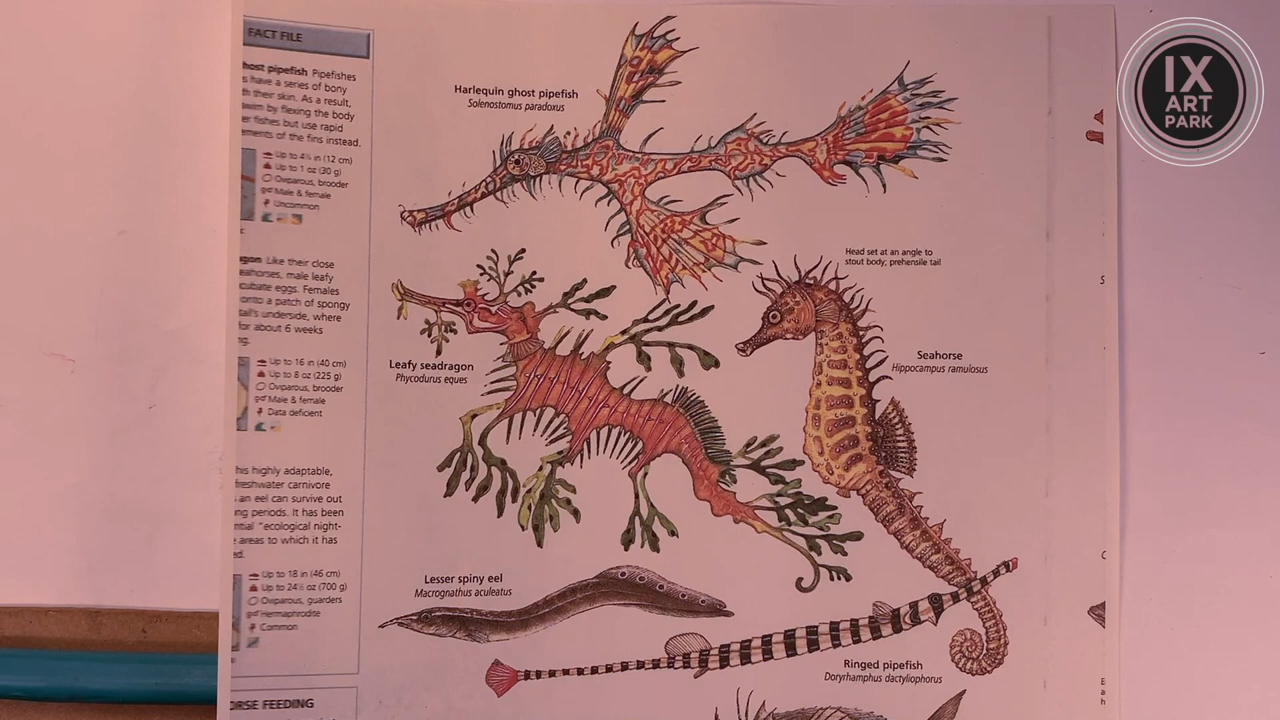 FACT FILE
host pipefish Pipefishes
s have a series of bony
th their skin. As a result,
swim by flexing the body
er fishes but use rapid
ements of the fins instead.
Up to 4¾ in (12 cm)
Up to 1 oz (30 g)
Oviparous, brooder
Male & female
Uncommon
gon Like their close
eahorses, male leafy
cubate eggs. Females
onto a patch of spongy
tail's underside, where
for about 6 weeks
ng.
Up to 16 in (40 cm)
Up to 8 oz (225 g)
Oviparous, brooder
Male & female
Data deficient
his highly adaptable,
freshwater carnivore
an eel can survive out
ng periods. It has been
ntial "ecological night-
areas to which it has
ed.
Up to 18 in (46 cm)
Up to 24½ oz (700 g)
Oviparous, guarders
Hermaphrodite
Common
ORSE FEEDING
Harlequin ghost pipefish
Solenostomus paradoxus
Head set at an angle to
stout body; prehensile tail
Leafy seadragon
Phycodurus eques
Seahorse
Hippocampus ramulosus
Lesser spiny eel
Macrognathus aculeatus
Ringed pipefish
Doryrhamphus dactyliophorus
IX
ART
PARK